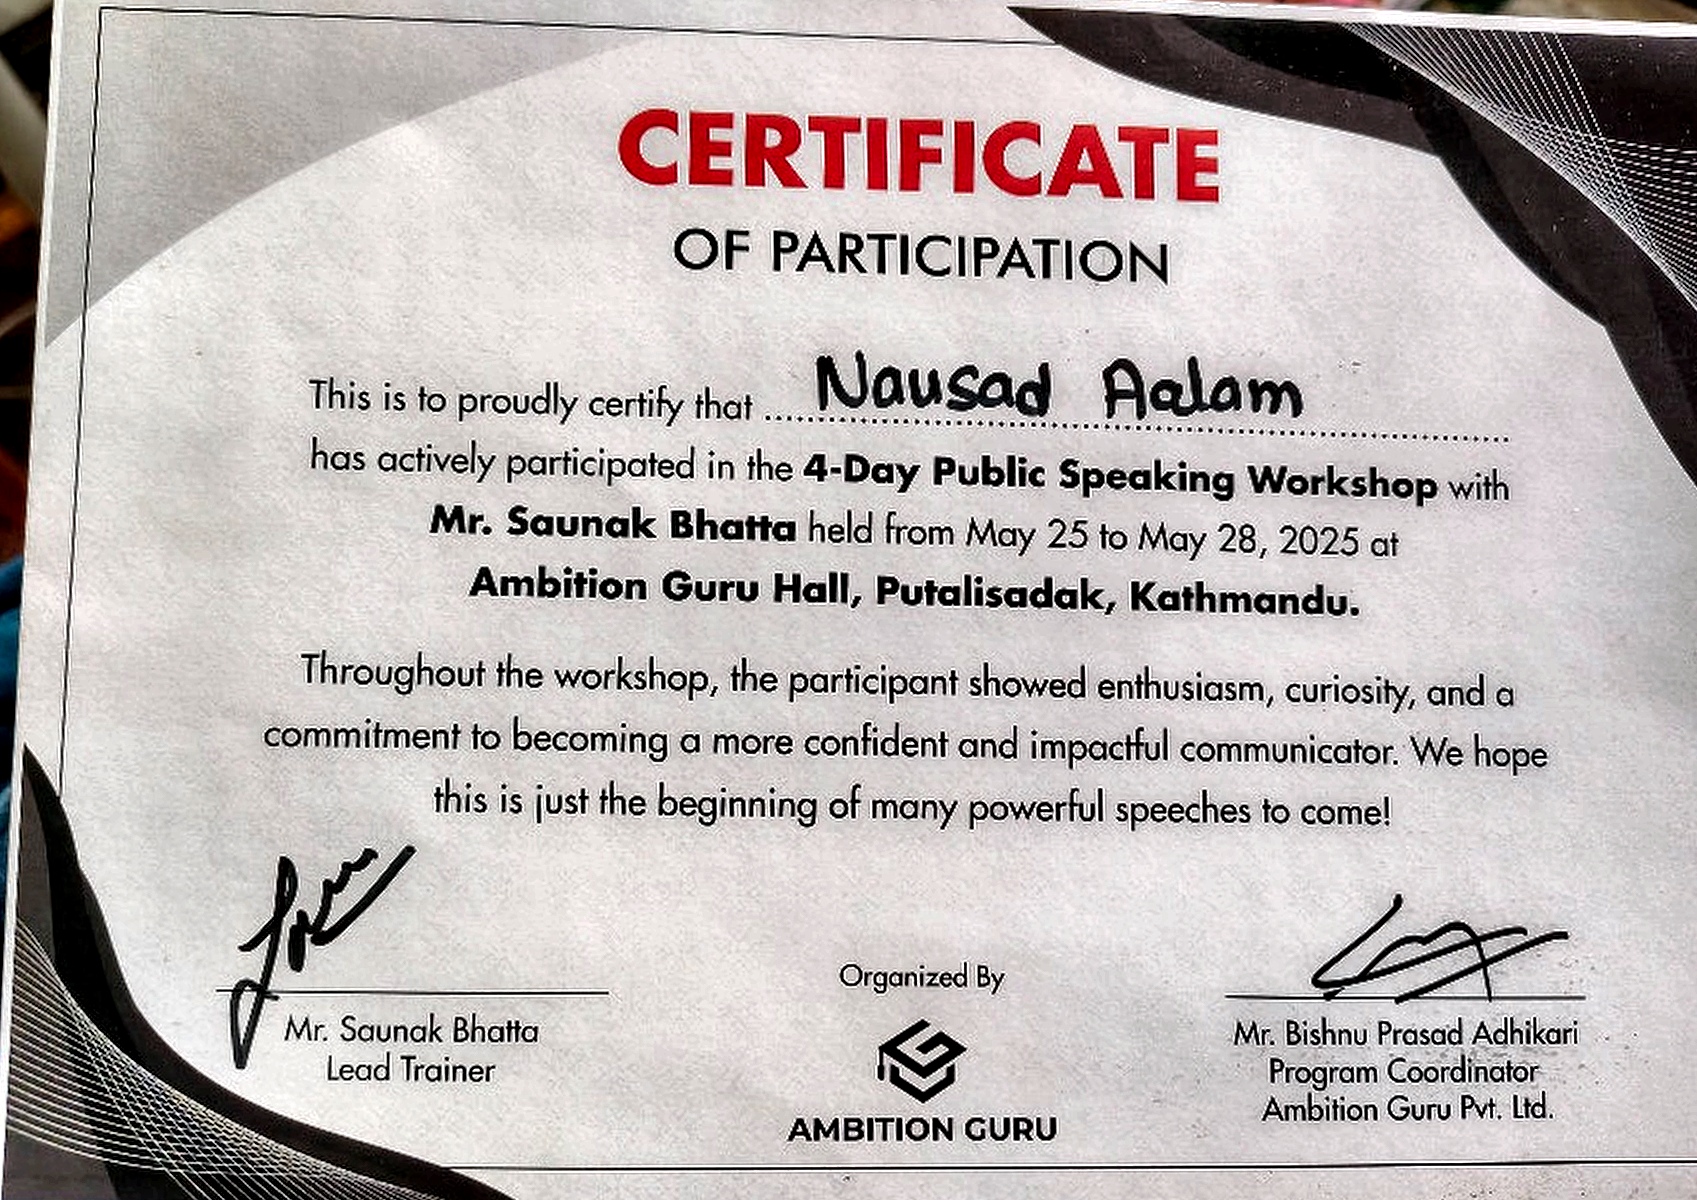 CERTIFICATE
OF PARTICIPATION
This is to proudly certify that Nausad Aalam
has actively participated in the 4-Day Public Speaking Workshop with
Mr. Saunak Bhatta held from May 25 to May 28, 2025 at
Ambition Guru Hall, Putalisadak, Kathmandu.
Throughout the workshop, the participant showed enthusiasm, curiosity, and a
commitment to becoming a more confident and impactful communicator. We hope
this is just the beginning of many powerful speeches to come!
Mr. Saunak Bhatta
Lead Trainer
Organized By
AMBITION GURU
Mr. Bishnu Prasad Adhikari
Program Coordinator
Ambition Guru Pvt. Ltd.